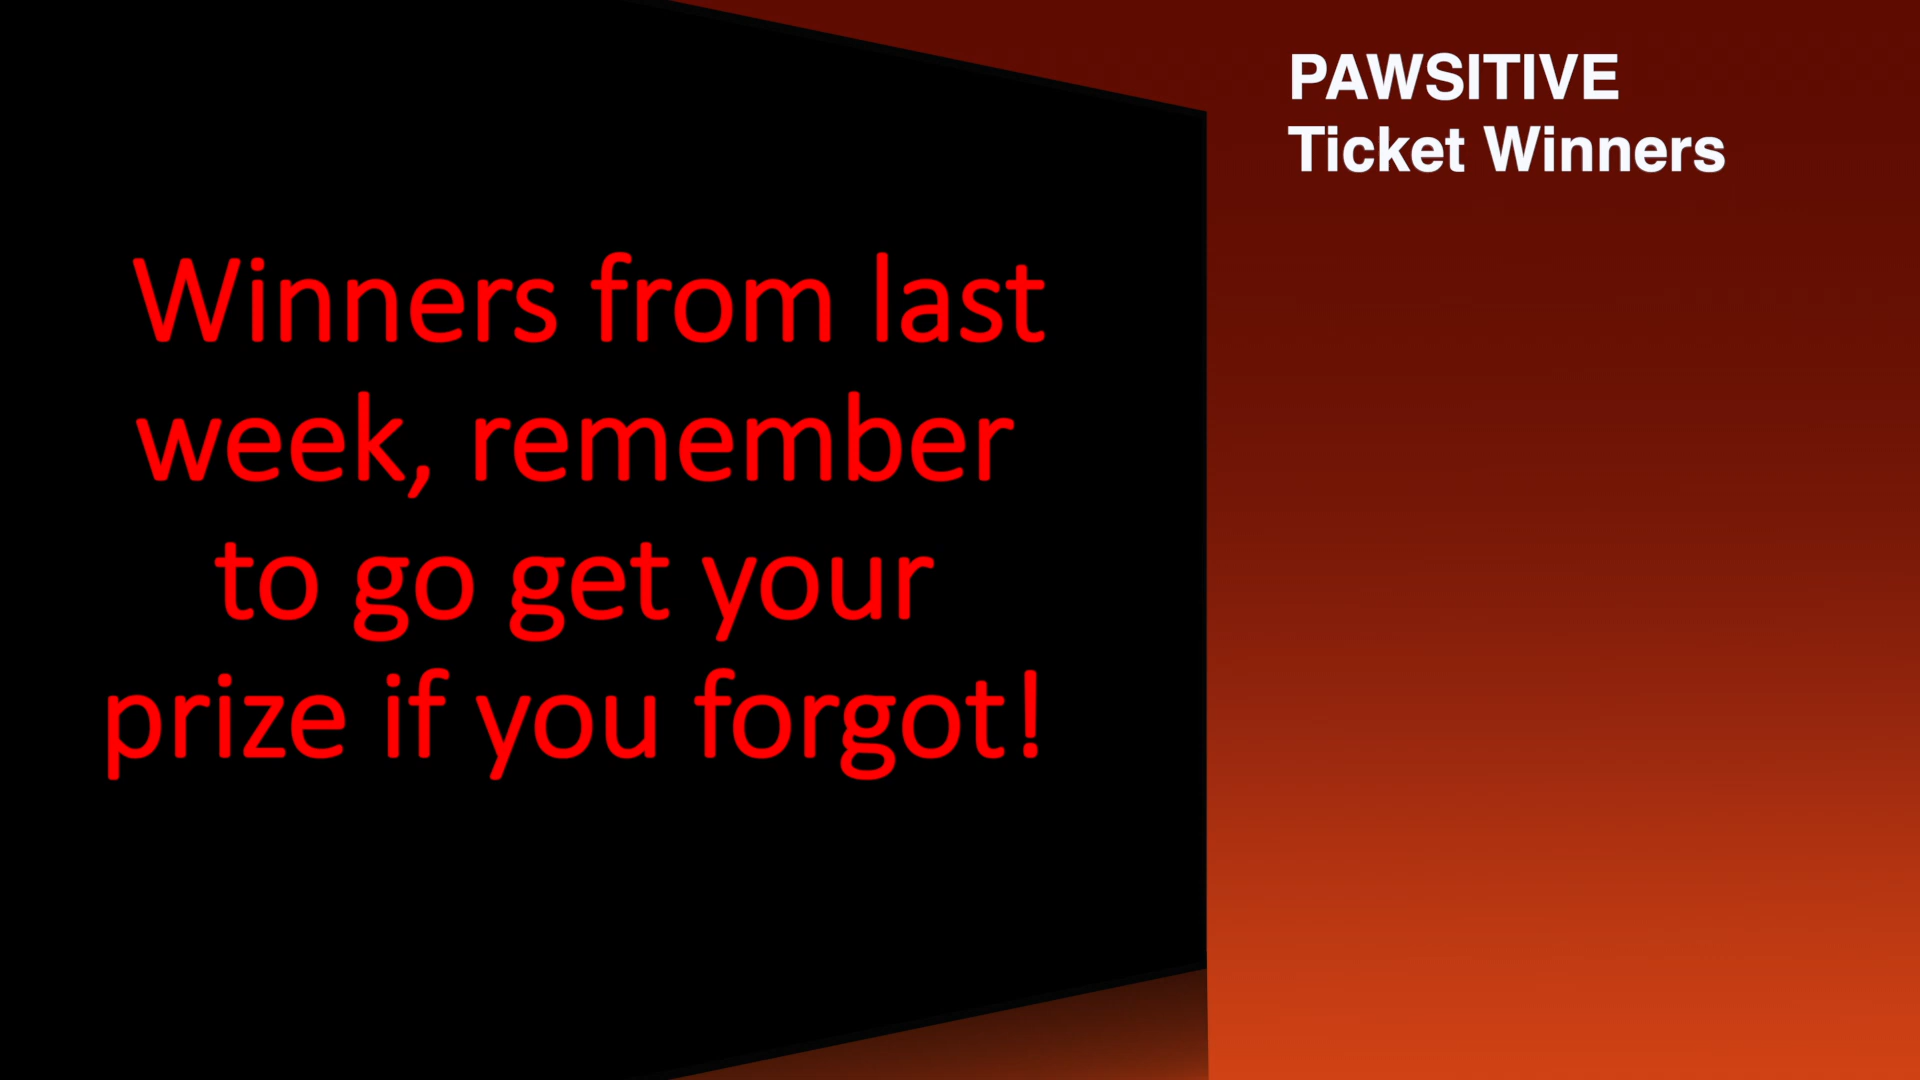 Winners from last
week, remember
to go get your
prize if you forgot!
PAWSITIVE
Ticket Winners